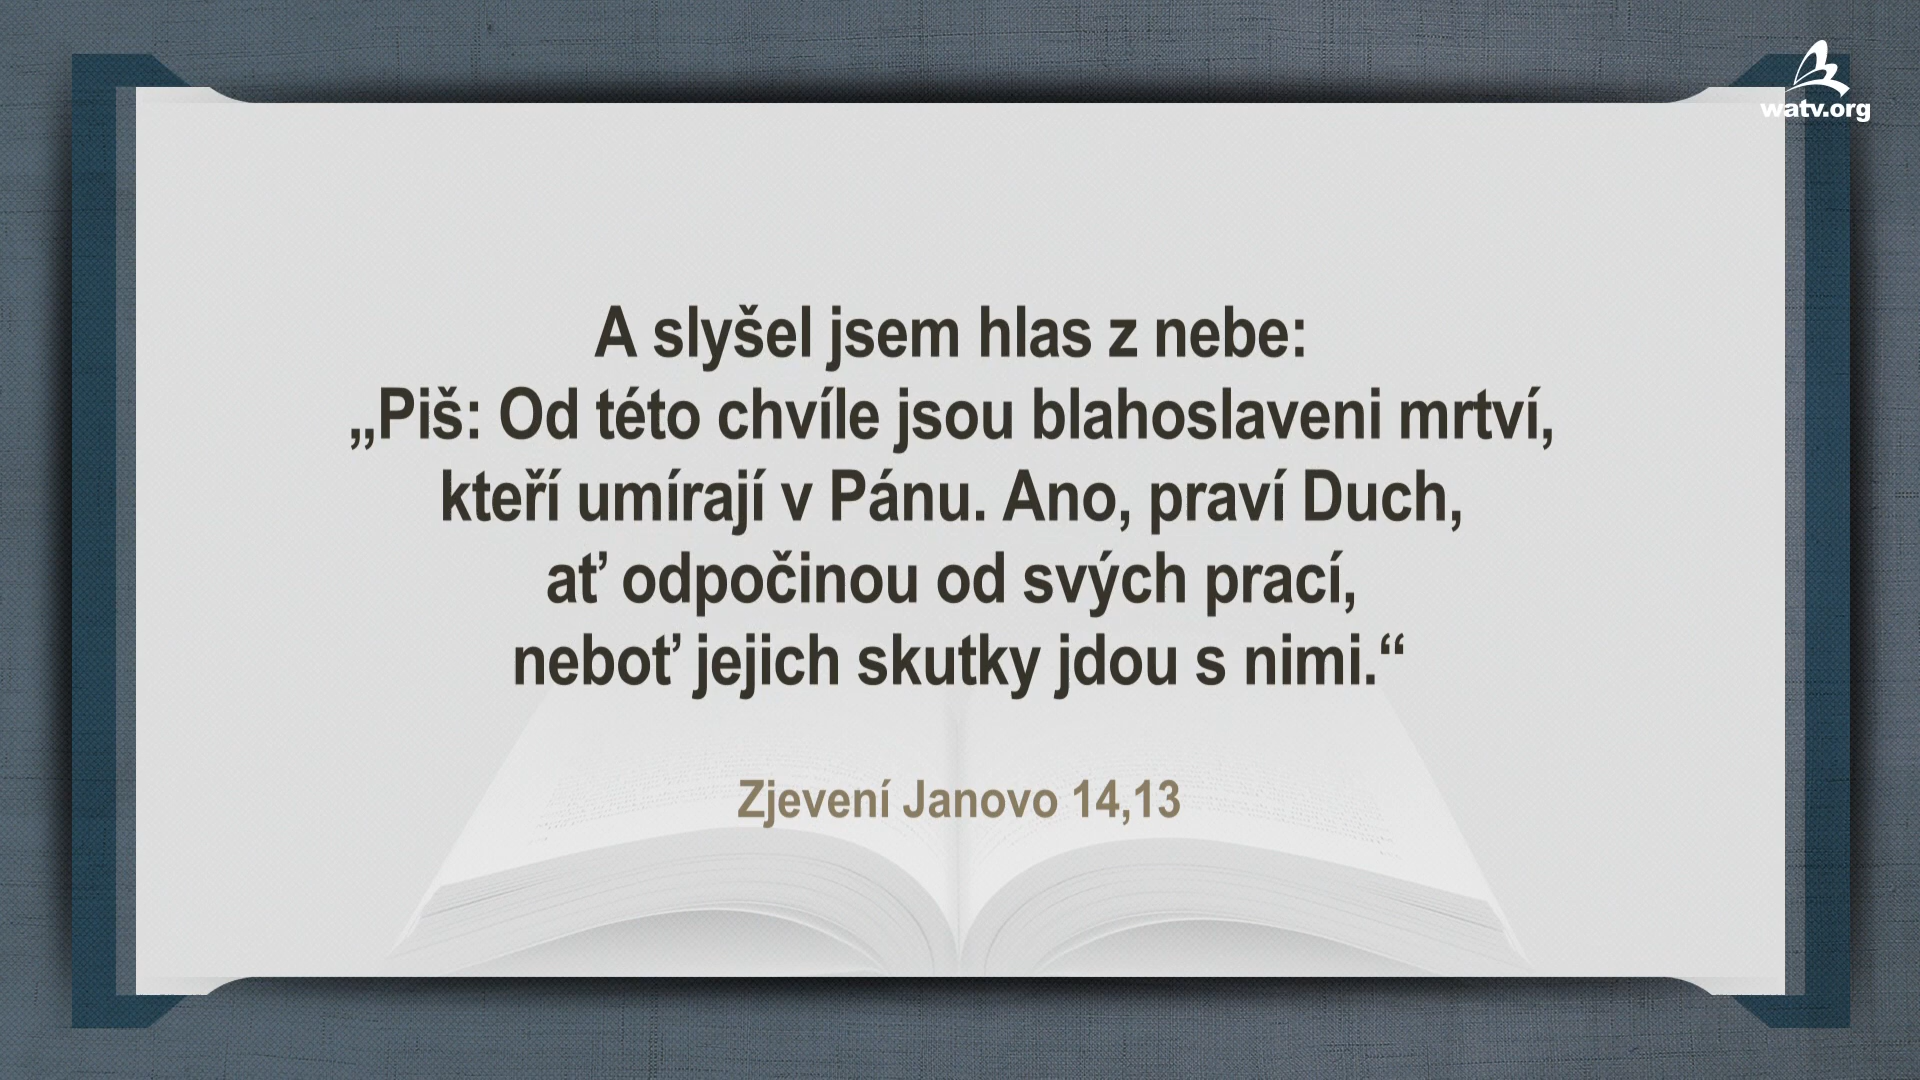 watv.org
A slyšel jsem hlas z nebe:
„Piš: Od této chvíle jsou blahoslaveni mrtví,
kteří umírají v Pánu. Ano, praví Duch,
ať odpočinou od svých prací,
neboť jejich skutky jdou s nimi.“
Zjevení Janovo 14,13